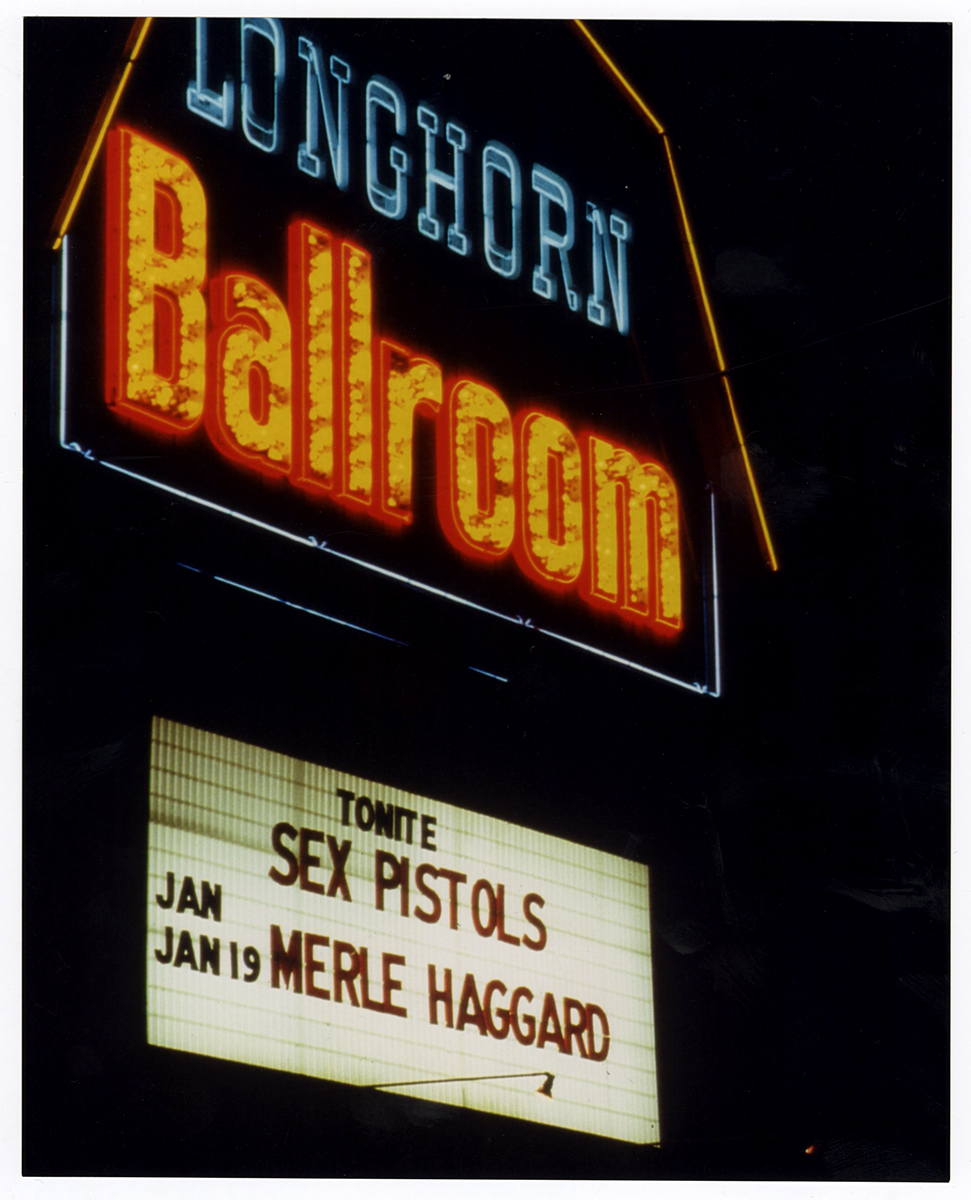 LONGHORN
Ballroom
TONITE
SEX PISTOLS
JAN
JAN 19 MERLE HAGGARD